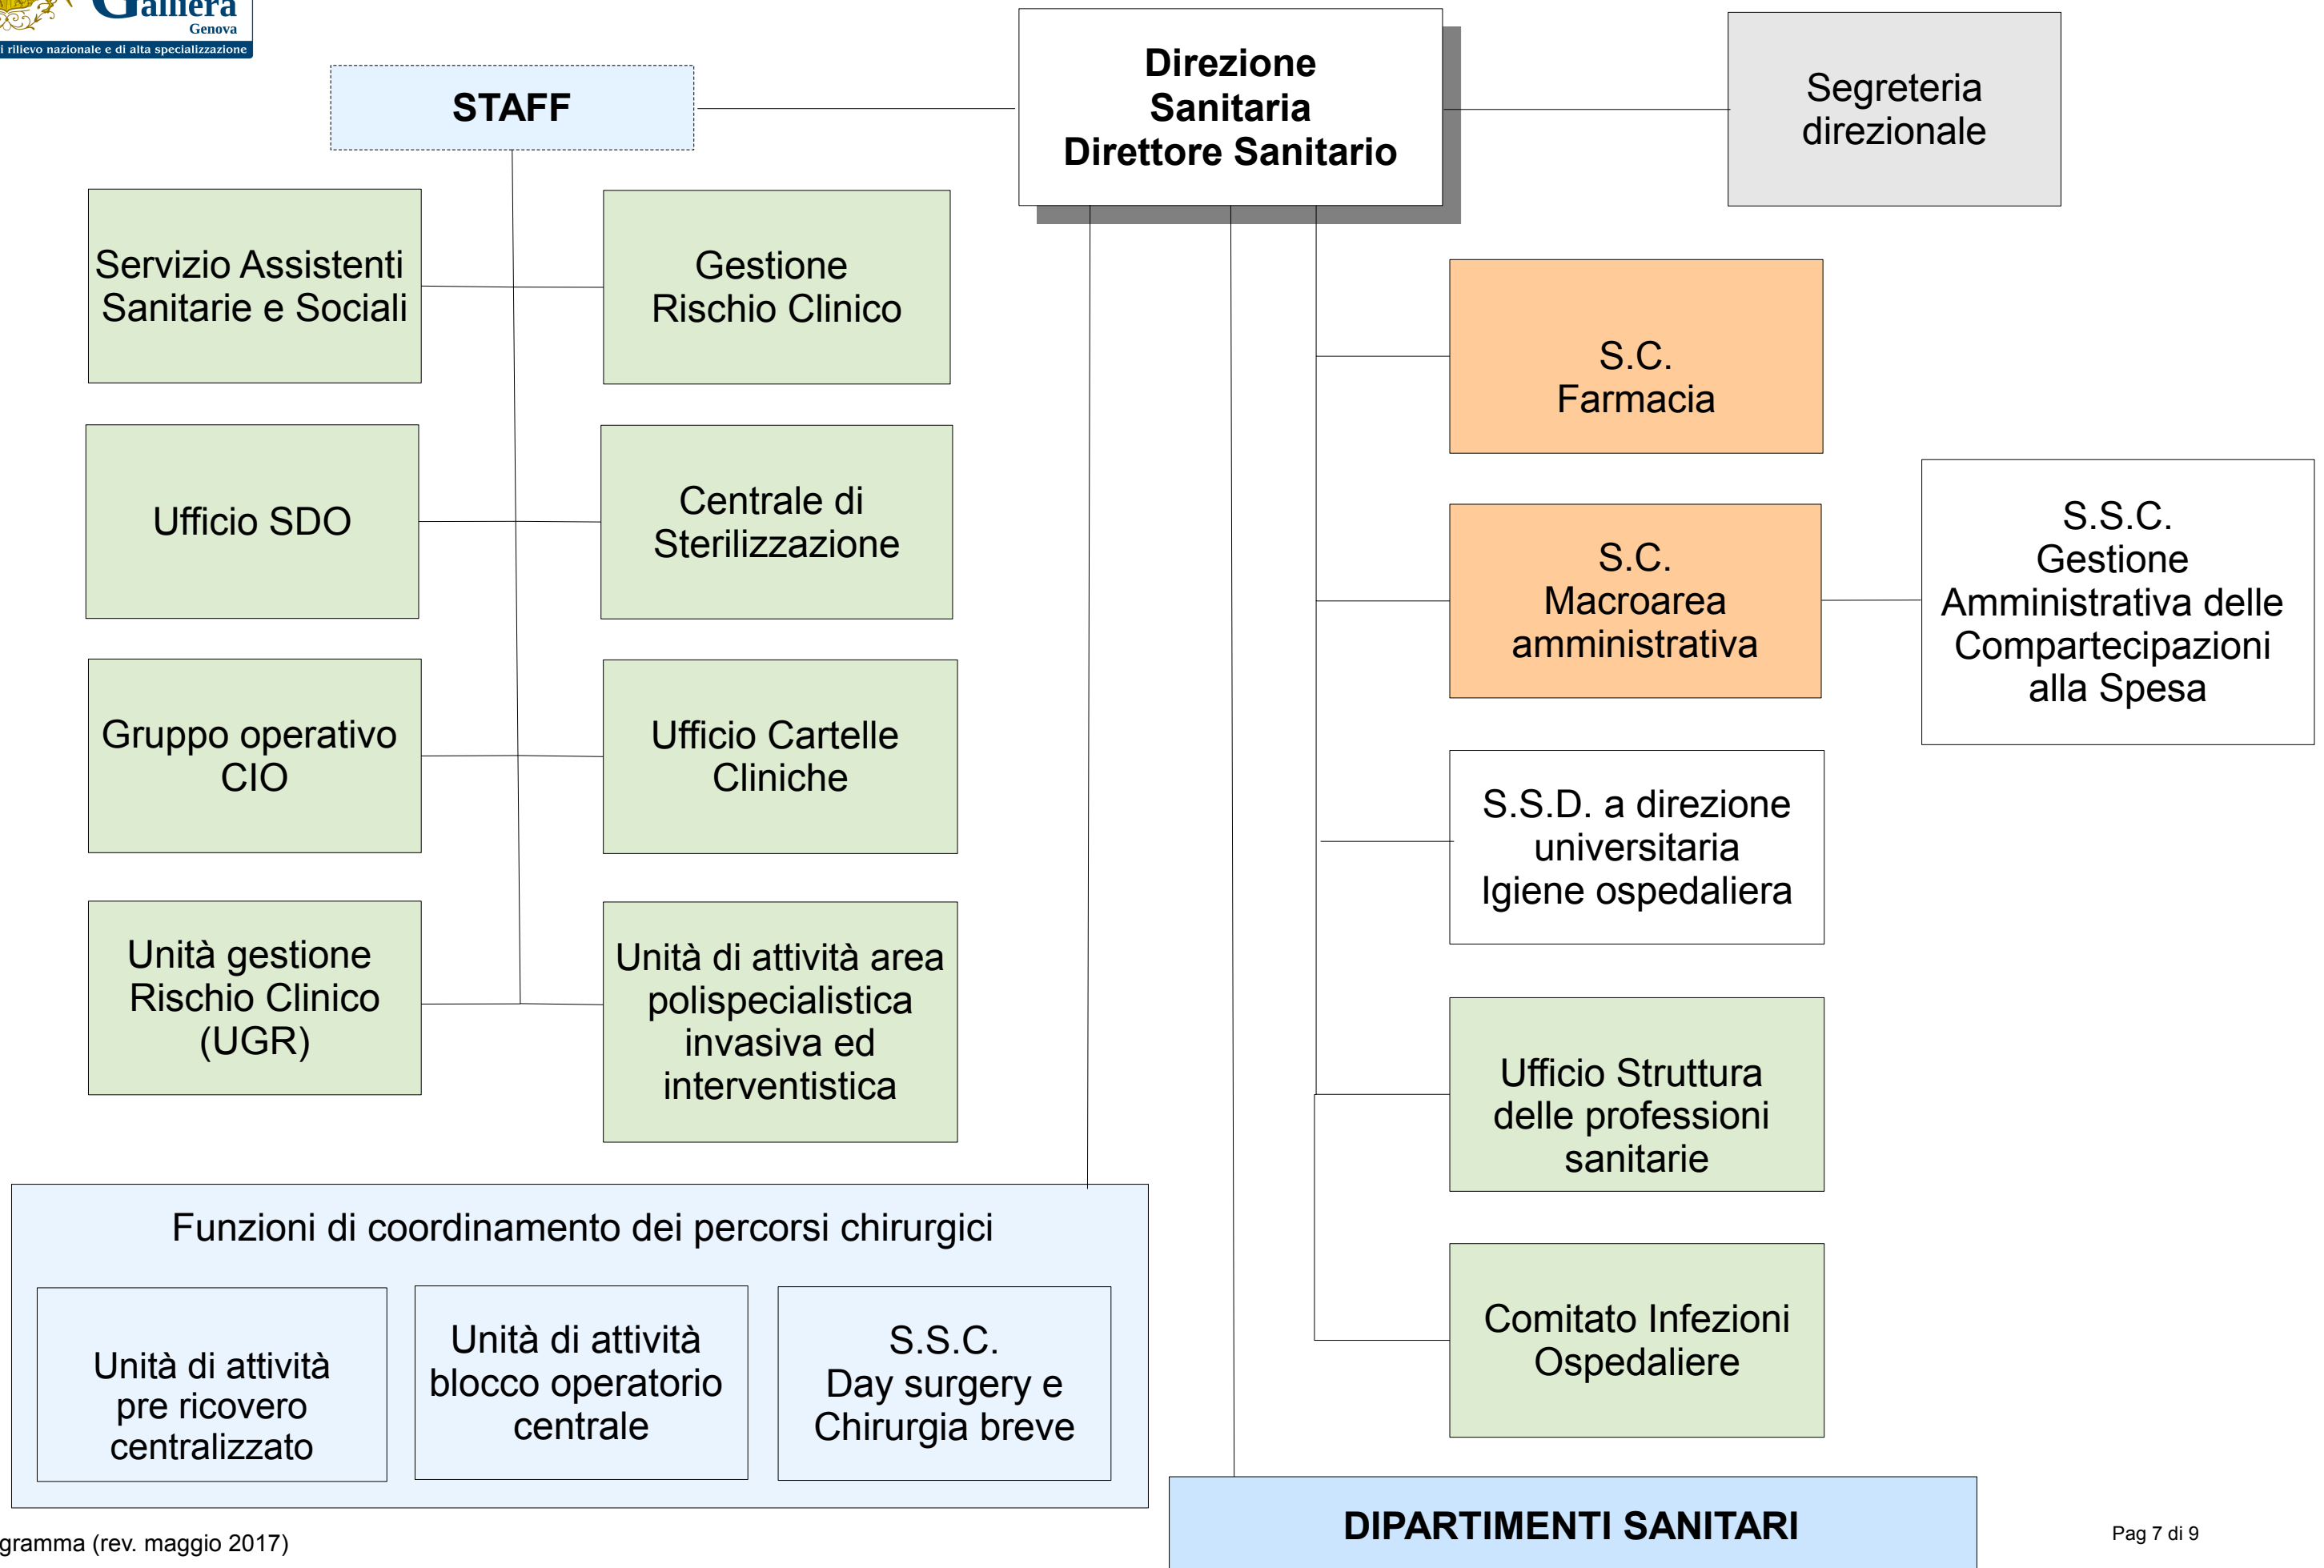 Galliera
Genova
i rilievo nazionale e di alta specializzazione
STAFF
Direzione
Sanitaria
Direttore Sanitario
Segreteria
direzionale
Servizio Assistenti
Sanitarie e Sociali
Gestione
Rischio Clinico
Ufficio SDO
Centrale di
Sterilizzazione
Gruppo operativo
CIO
Ufficio Cartelle
Cliniche
Unità gestione
Rischio Clinico
(UGR)
Unità di attività area
polispecialistica
invasiva ed
interventistica
S.C.
Farmacia
S.C.
Macroarea
amministrativa
S.S.C.
Gestione
Amministrativa delle
Compartecipazioni
alla Spesa
S.S.D. a direzione
universitaria
Igiene ospedaliera
Ufficio Struttura
delle professioni
sanitarie
Comitato Infezioni
Ospedaliere
Funzioni di coordinamento dei percorsi chirurgici
Unità di attività
pre ricovero
centralizzato
Unità di attività
blocco operatorio
centrale
S.S.C.
Day surgery e
Chirurgia breve
DIPARTIMENTI SANITARI
gramma (rev. maggio 2017)
Pag 7 di 9